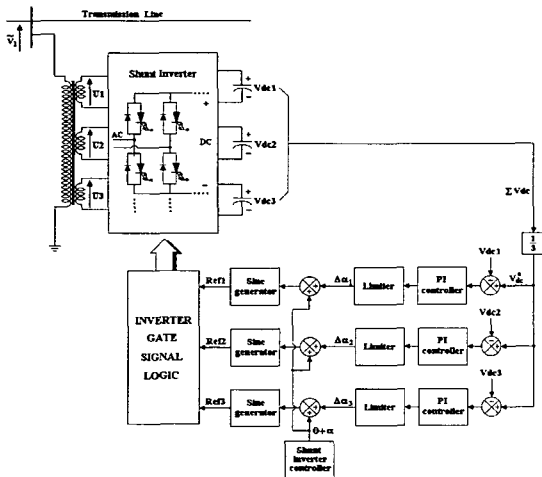 Transmission Line
Ṽ1
Shunt Inverter
U1
U2
U3
AC
DC
+
−
+
−
Vdc1
+
−
Vdc2
+
−
Vdc3
Σ Vdc
1/3
V*dc
INVERTER
GATE
SIGNAL
LOGIC
Ref1
Sine
generator
Δα1
Limiter
PI
controller
Vdc1
Ref2
Sine
generator
Δα2
Limiter
PI
controller
Vdc2
Ref3
Sine
generator
Δα3
Limiter
PI
controller
Vdc3
Θ+α
Shunt
inverter
controller